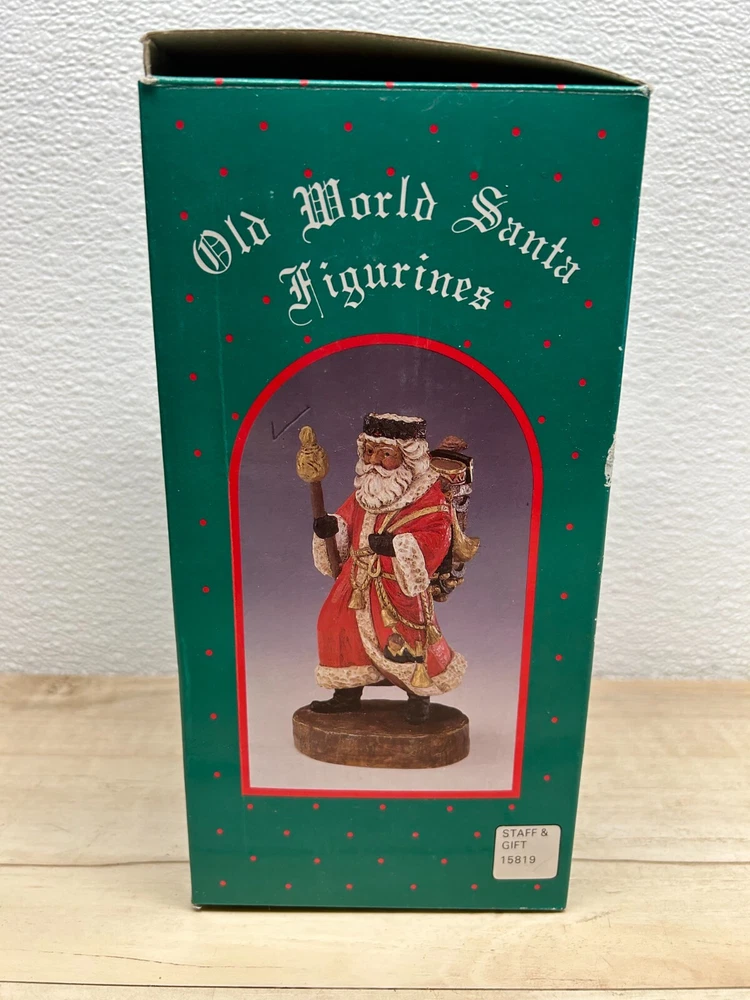 Old World Santa
Figurines
STAFF &
GIFT
15819